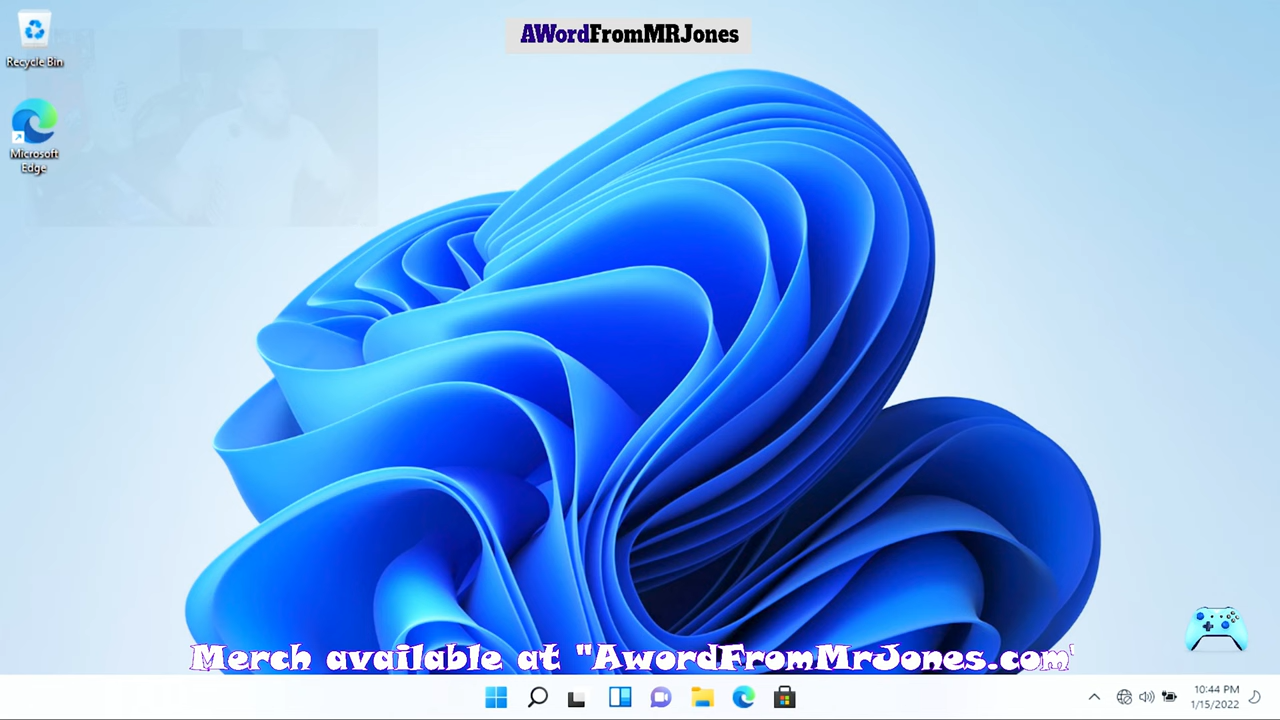 AWordFromMRJones
Recycle Bin
Microsoft
Edge
Merch available at "AwordFromMrJones.com"
10:44 PM
1/15/2022